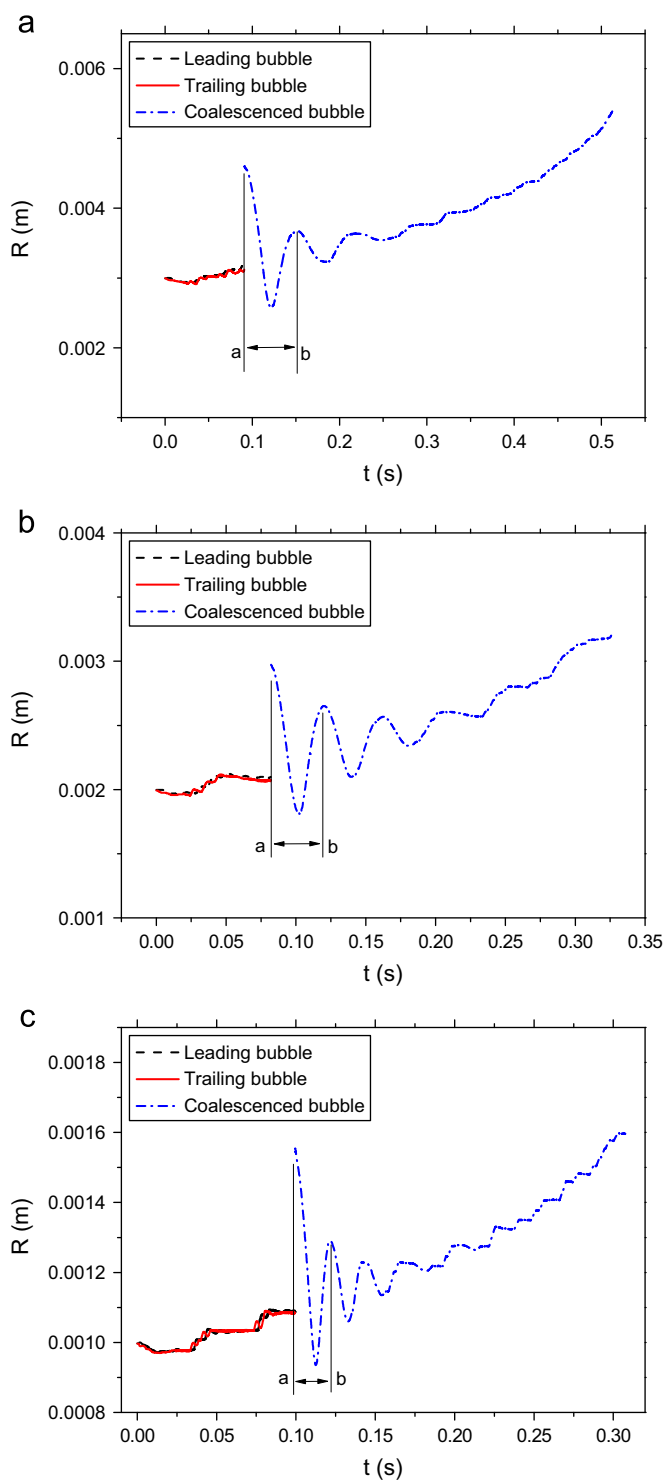 a
Leading bubble
Trailing bubble
Coalescenced bubble
0.006
0.004
0.002
R (m)
a
b
0.0 0.1 0.2 0.3 0.4 0.5
t (s)
b
Leading bubble
Trailing bubble
Coalescenced bubble
0.004
0.003
0.002
0.001
R (m)
a
b
0.00 0.05 0.10 0.15 0.20 0.25 0.30 0.35
t (s)
c
Leading bubble
Trailing bubble
Coalescenced bubble
0.0018
0.0016
0.0014
0.0012
0.0010
0.0008
R (m)
a
b
0.00 0.05 0.10 0.15 0.20 0.25 0.30
t (s)